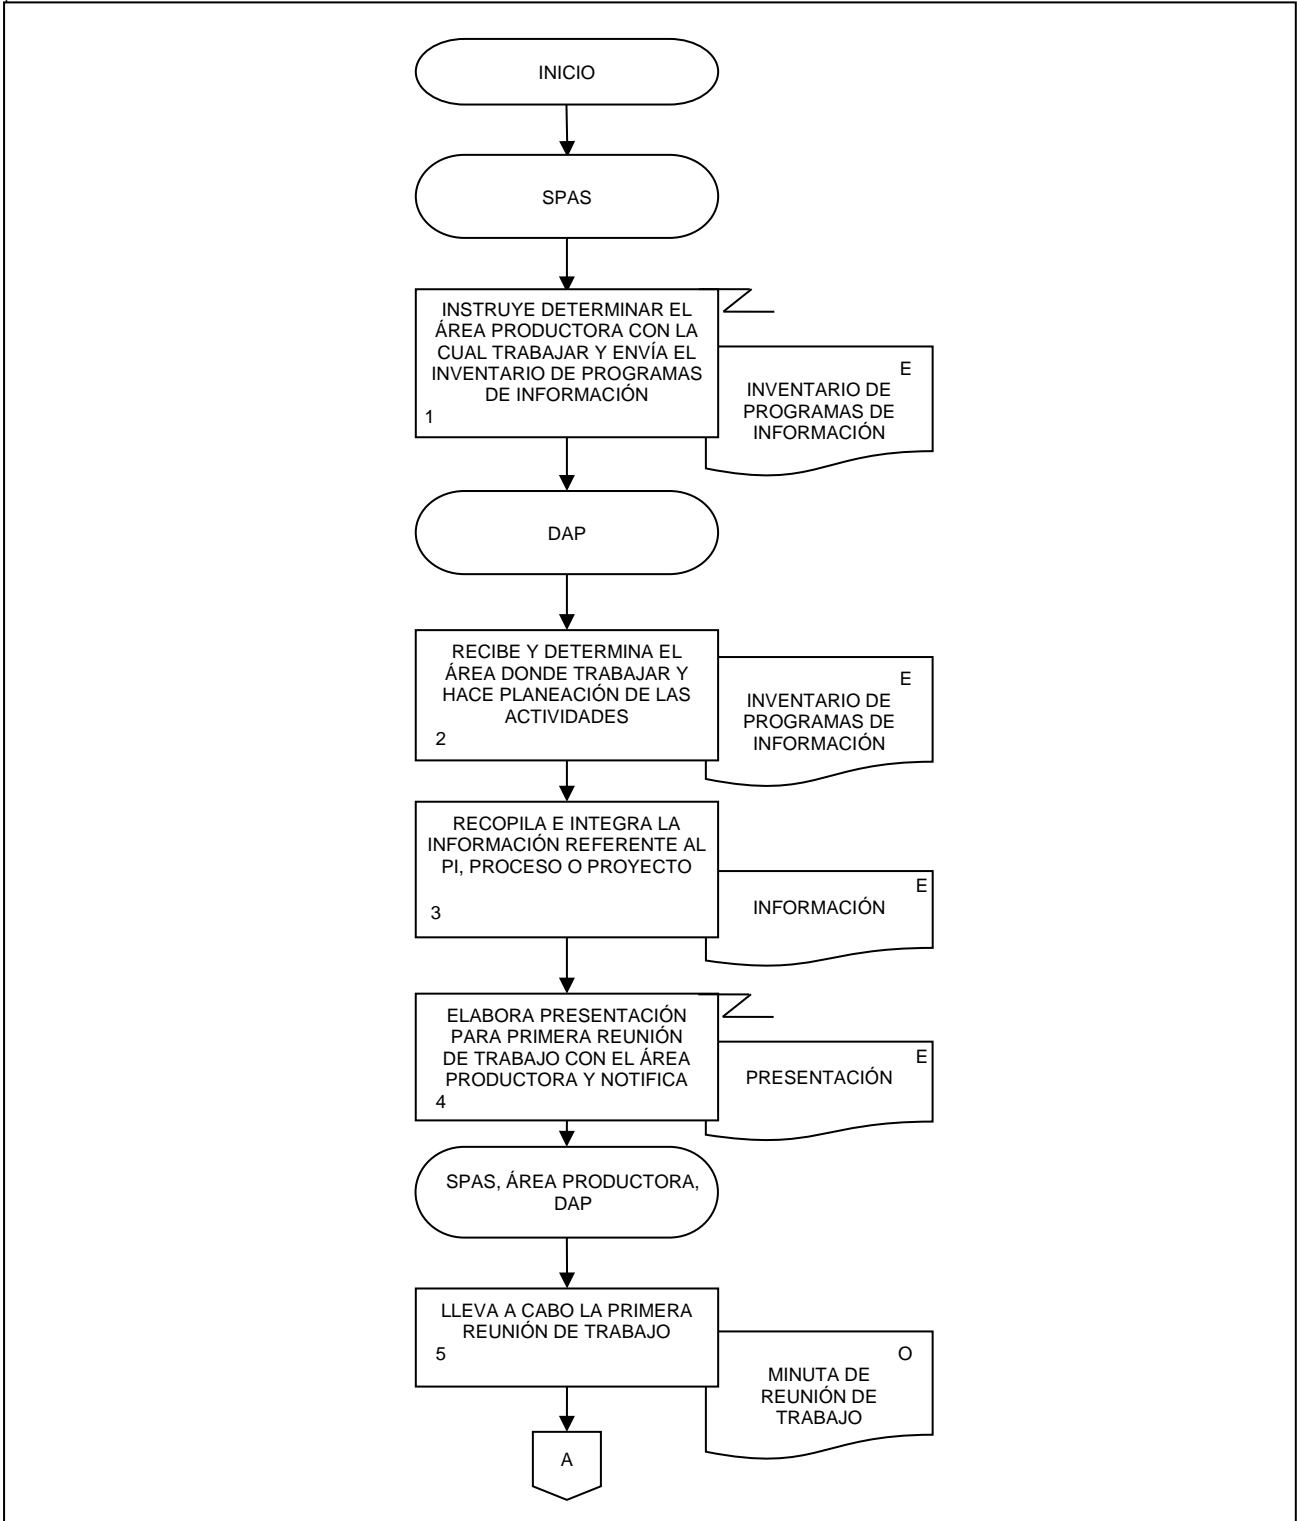 INICIO
SPAS
INSTRUYE DETERMINAR EL
ÁREA PRODUCTORA CON LA
CUAL TRABAJAR Y ENVÍA EL
INVENTARIO DE PROGRAMAS
DE INFORMACIÓN
1
E
INVENTARIO DE
PROGRAMAS DE
INFORMACIÓN
DAP
RECIBE Y DETERMINA EL
ÁREA DONDE TRABAJAR Y
HACE PLANEACIÓN DE LAS
ACTIVIDADES
2
E
INVENTARIO DE
PROGRAMAS DE
INFORMACIÓN
RECOPILA E INTEGRA LA
INFORMACIÓN REFERENTE AL
PI, PROCESO O PROYECTO
3
E
INFORMACIÓN
ELABORA PRESENTACIÓN
PARA PRIMERA REUNIÓN
DE TRABAJO CON EL ÁREA
PRODUCTORA Y NOTIFICA
4
E
PRESENTACIÓN
SPAS, ÁREA PRODUCTORA,
DAP
LLEVA A CABO LA PRIMERA
REUNIÓN DE TRABAJO
5
O
MINUTA DE
REUNIÓN DE
TRABAJO
A